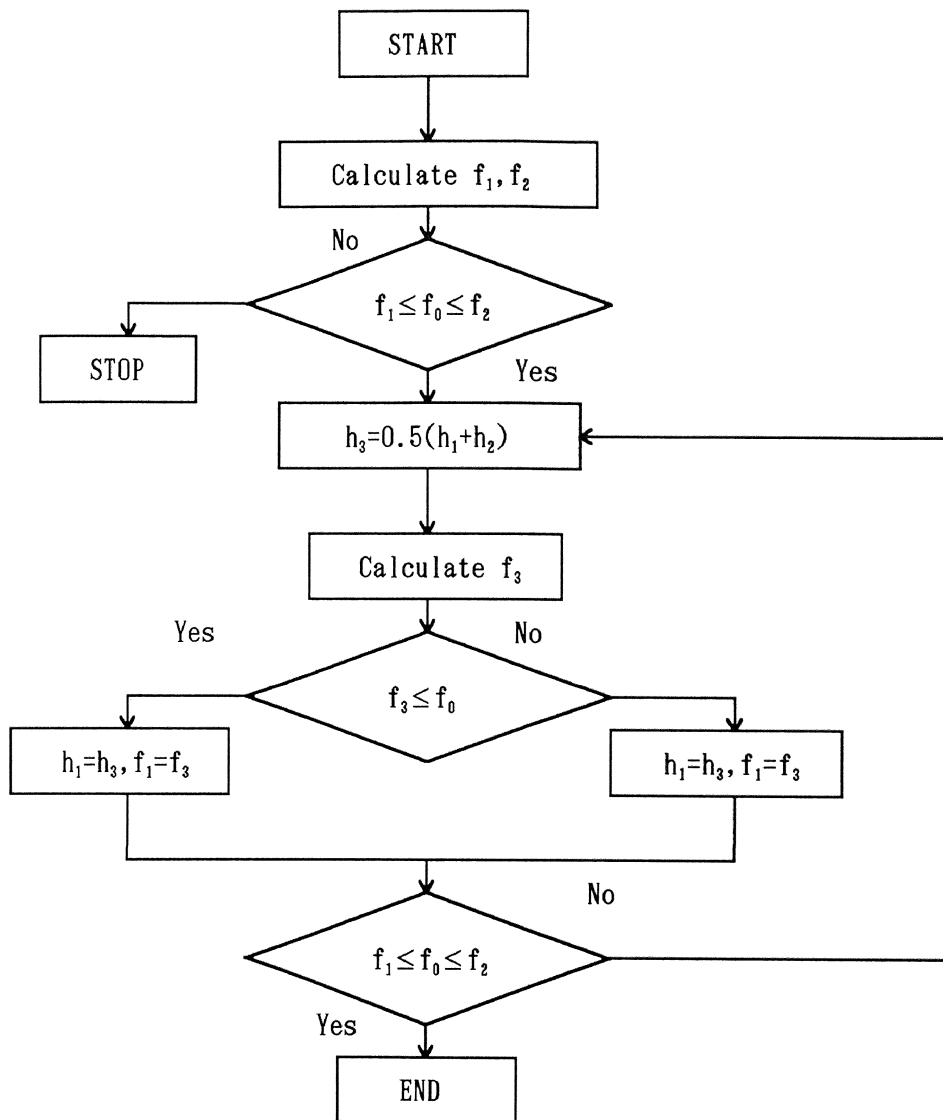 START
Calculate f₁,f₂
No
f₁≤f₀≤f₂
STOP
Yes
h₃=0.5(h₁+h₂)
Calculate f₃
Yes
No
f₃≤f₀
h₁=h₃,f₁=f₃
h₁=h₃,f₁=f₃
No
f₁≤f₀≤f₂
Yes
END